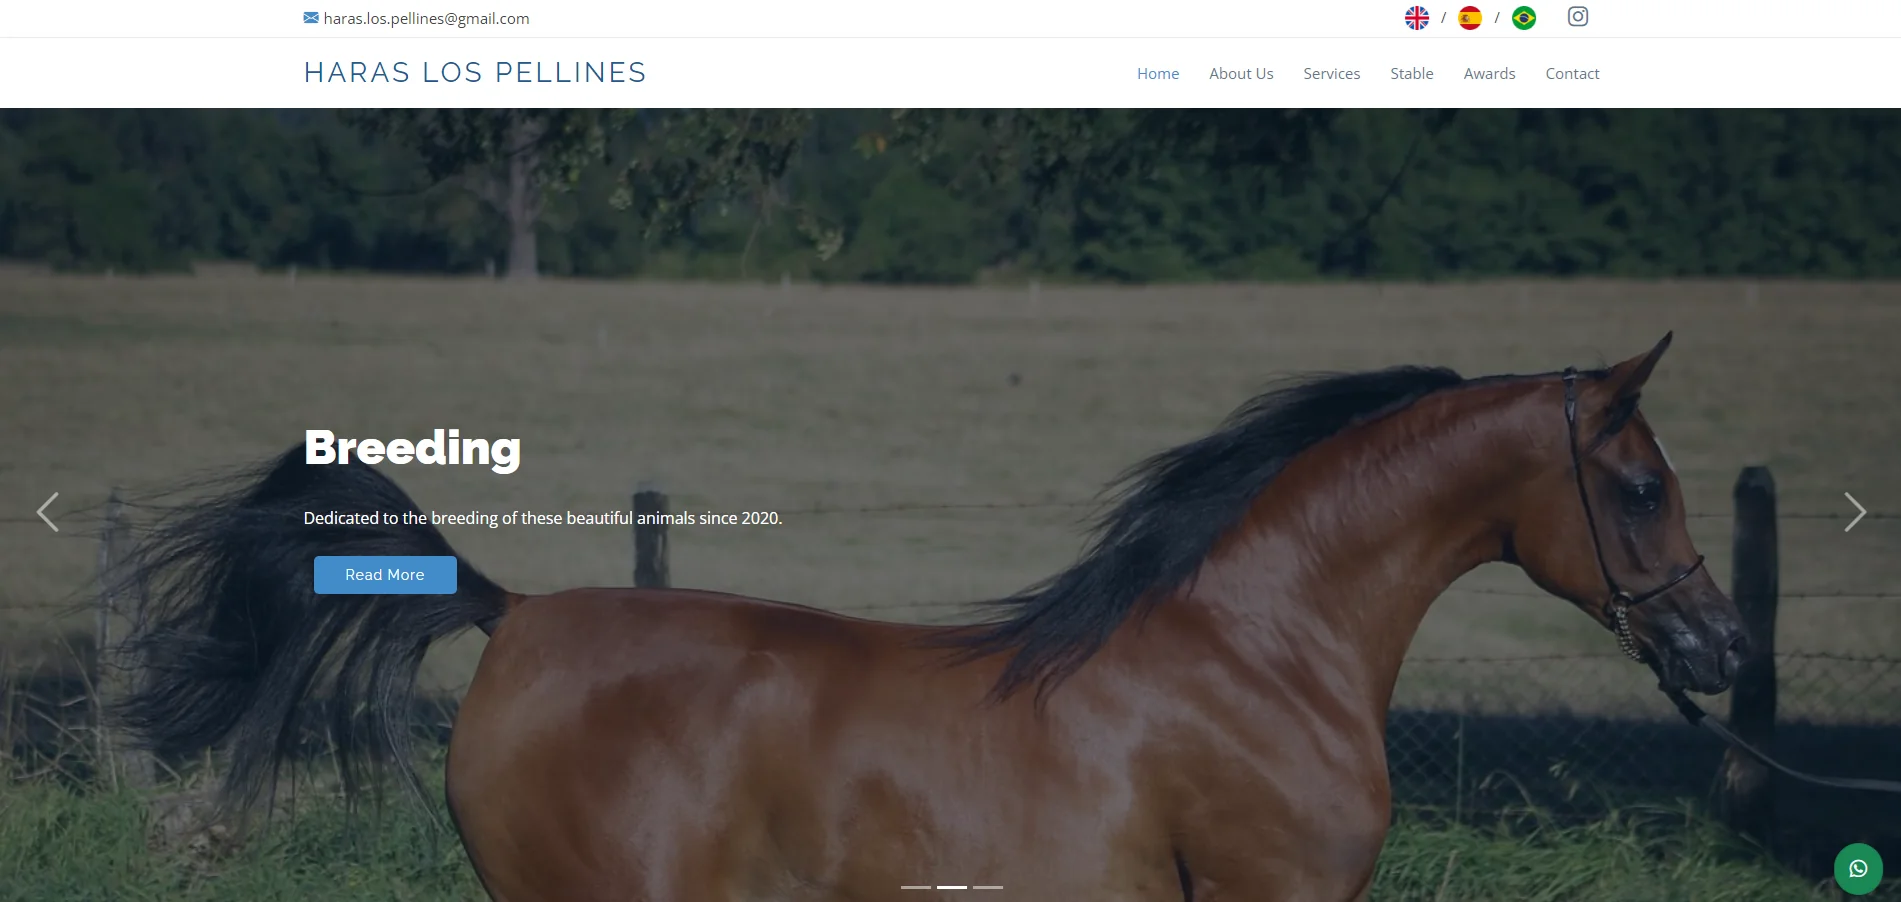 haras.los.pellines@gmail.com
/ /
HARAS LOS PELLINES
Home About Us Services Stable Awards Contact
Breeding
Dedicated to the breeding of these beautiful animals since 2020.
Read More